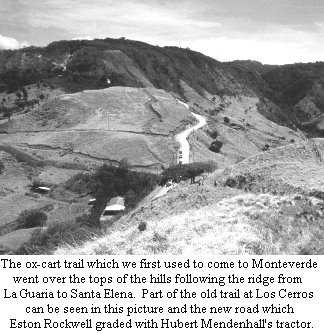 The ox-cart trail which we first used to come to Monteverde
went over the tops of the hills following the ridge from
La Guaria to Santa Elena.  Part of the old trail at Los Cerros
can be seen in this picture and the new road which
Eston Rockwell graded with Hubert Mendenhall's tractor.